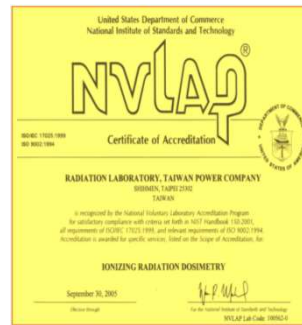 United States Department of Commerce
National Institute of Standards and Technology
NVLAP®
ISO/IEC 17025:1999
ISO 9002:1994
Certificate of Accreditation
DEPARTMENT OF COMMERCE
RADIATION LABORATORY, TAIWAN POWER COMPANY
SHIHMEN, TAIPEI 25302
TAIWAN
is recognized by the National Voluntary Laboratory Accreditation Program
for satisfactory compliance with criteria set forth in NIST Handbook 150:2001,
all requirements of ISO/IEC 17025:1999, and relevant requirements of ISO 9002:1994.
Accreditation is awarded for specific services, listed on the Scope of Accreditation, for:
IONIZING RADIATION DOSIMETRY
September 30, 2005
Effective through
For the National Institute of Standards and Technology
NVLAP Lab Code: 100502-0